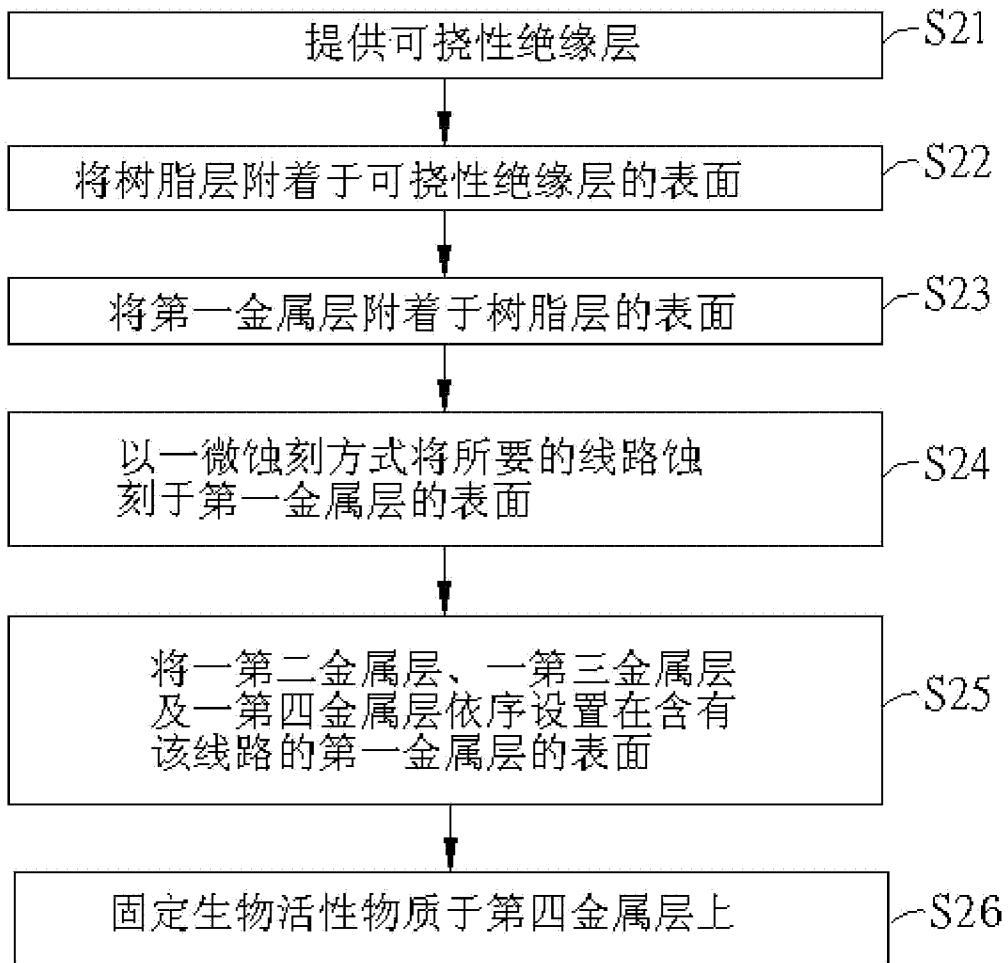 提供可挠性绝缘层
S21
将树脂层附着于可挠性绝缘层的表面
S22
将第一金属层附着于树脂层的表面
S23
以一微蚀刻方式将所要的线路蚀
刻于第一金属层的表面
S24
将一第二金属层、一第三金属层
及一第四金属层依序设置在含有
该线路的第一金属层的表面
S25
固定生物活性物质于第四金属层上
S26